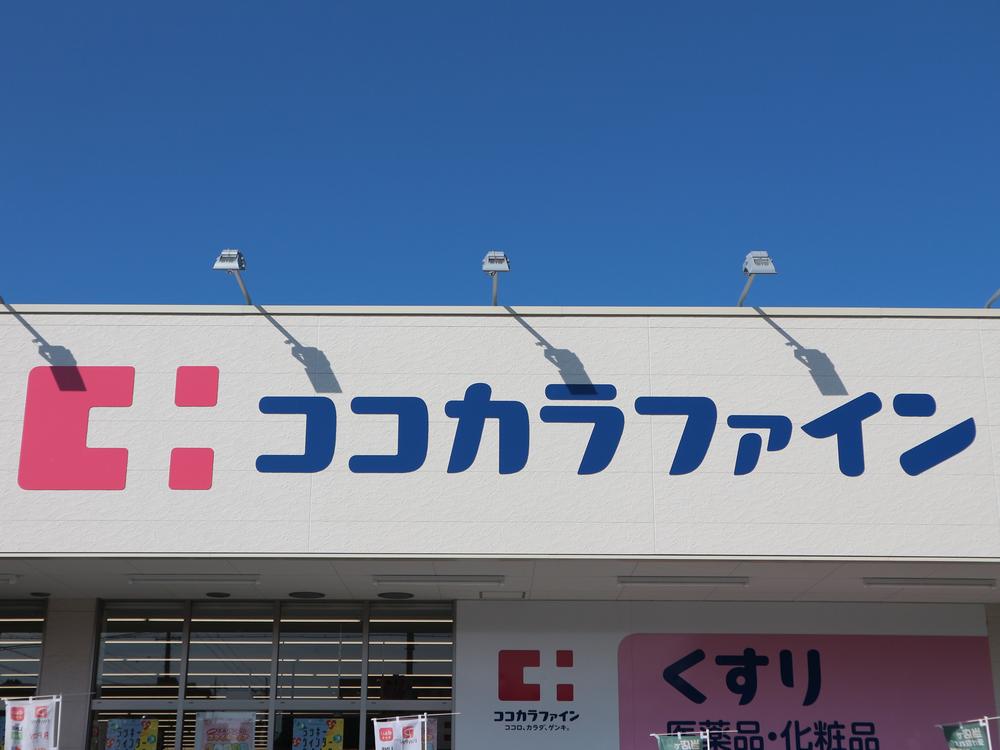 ココカラファイン
ココカラファイン
ココロ、カラダ、ゲンキ。
くすり
医薬品・化粧品